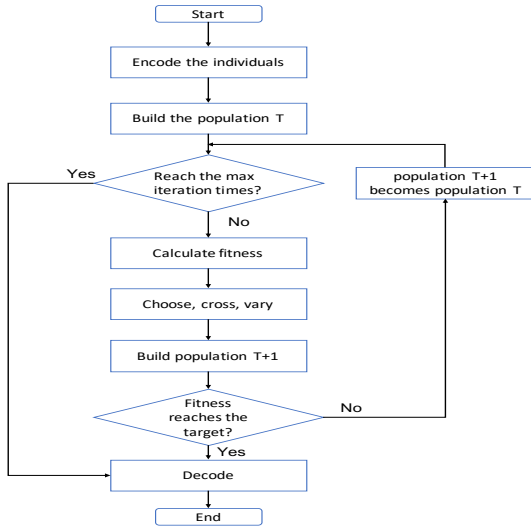 Start
Encode the individuals
Build the population T
Yes
Reach the max
iteration times?
population T+1
becomes population T
No
Calculate fitness
Choose, cross, vary
Build population T+1
Fitness
reaches the
target?
No
Yes
Decode
End